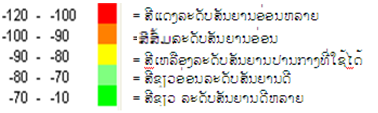 -120 - -100 = ສີແດງລະດັບສັນຍານອ່ອນຫລາຍ
-100 - -90 =ສີສົ້ມລະດັບສັນຍານອ່ອນ
-90 - -80 = ສີເຫລືອງລະດັບສັນຍານປານກາງທີ່ໃຊ້ໄດ້
-80 - -70 = ສີຂຽວອ່ອນລະດັບສັນຍານດີ
-70 - -10 = ສີຂຽວ ລະດັບສັນຍານດີຫລາຍ